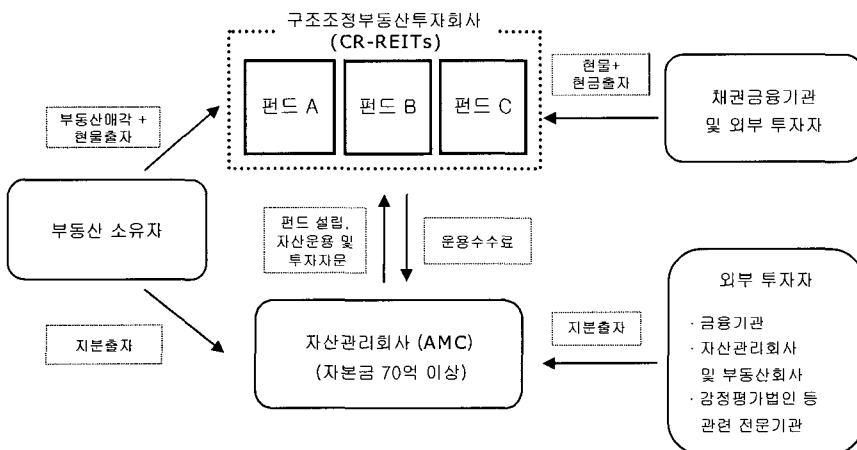 구조조정부동산투자회사
(CR-REITs)
펀드 A
펀드 B
펀드 C
현물+
현금출자
채권금융기관
및 외부 투자자
부동산매각 +
현물출자
부동산 소유자
펀드 설립,
자산운용 및
투자자문
운용수수료
지분출자
자산관리회사 (AMC)
(자본금 70억 이상)
지분출자
외부 투자자
· 금융기관
· 자산관리회사
및 부동산회사
· 감정평가법인 등
관련 전문기관